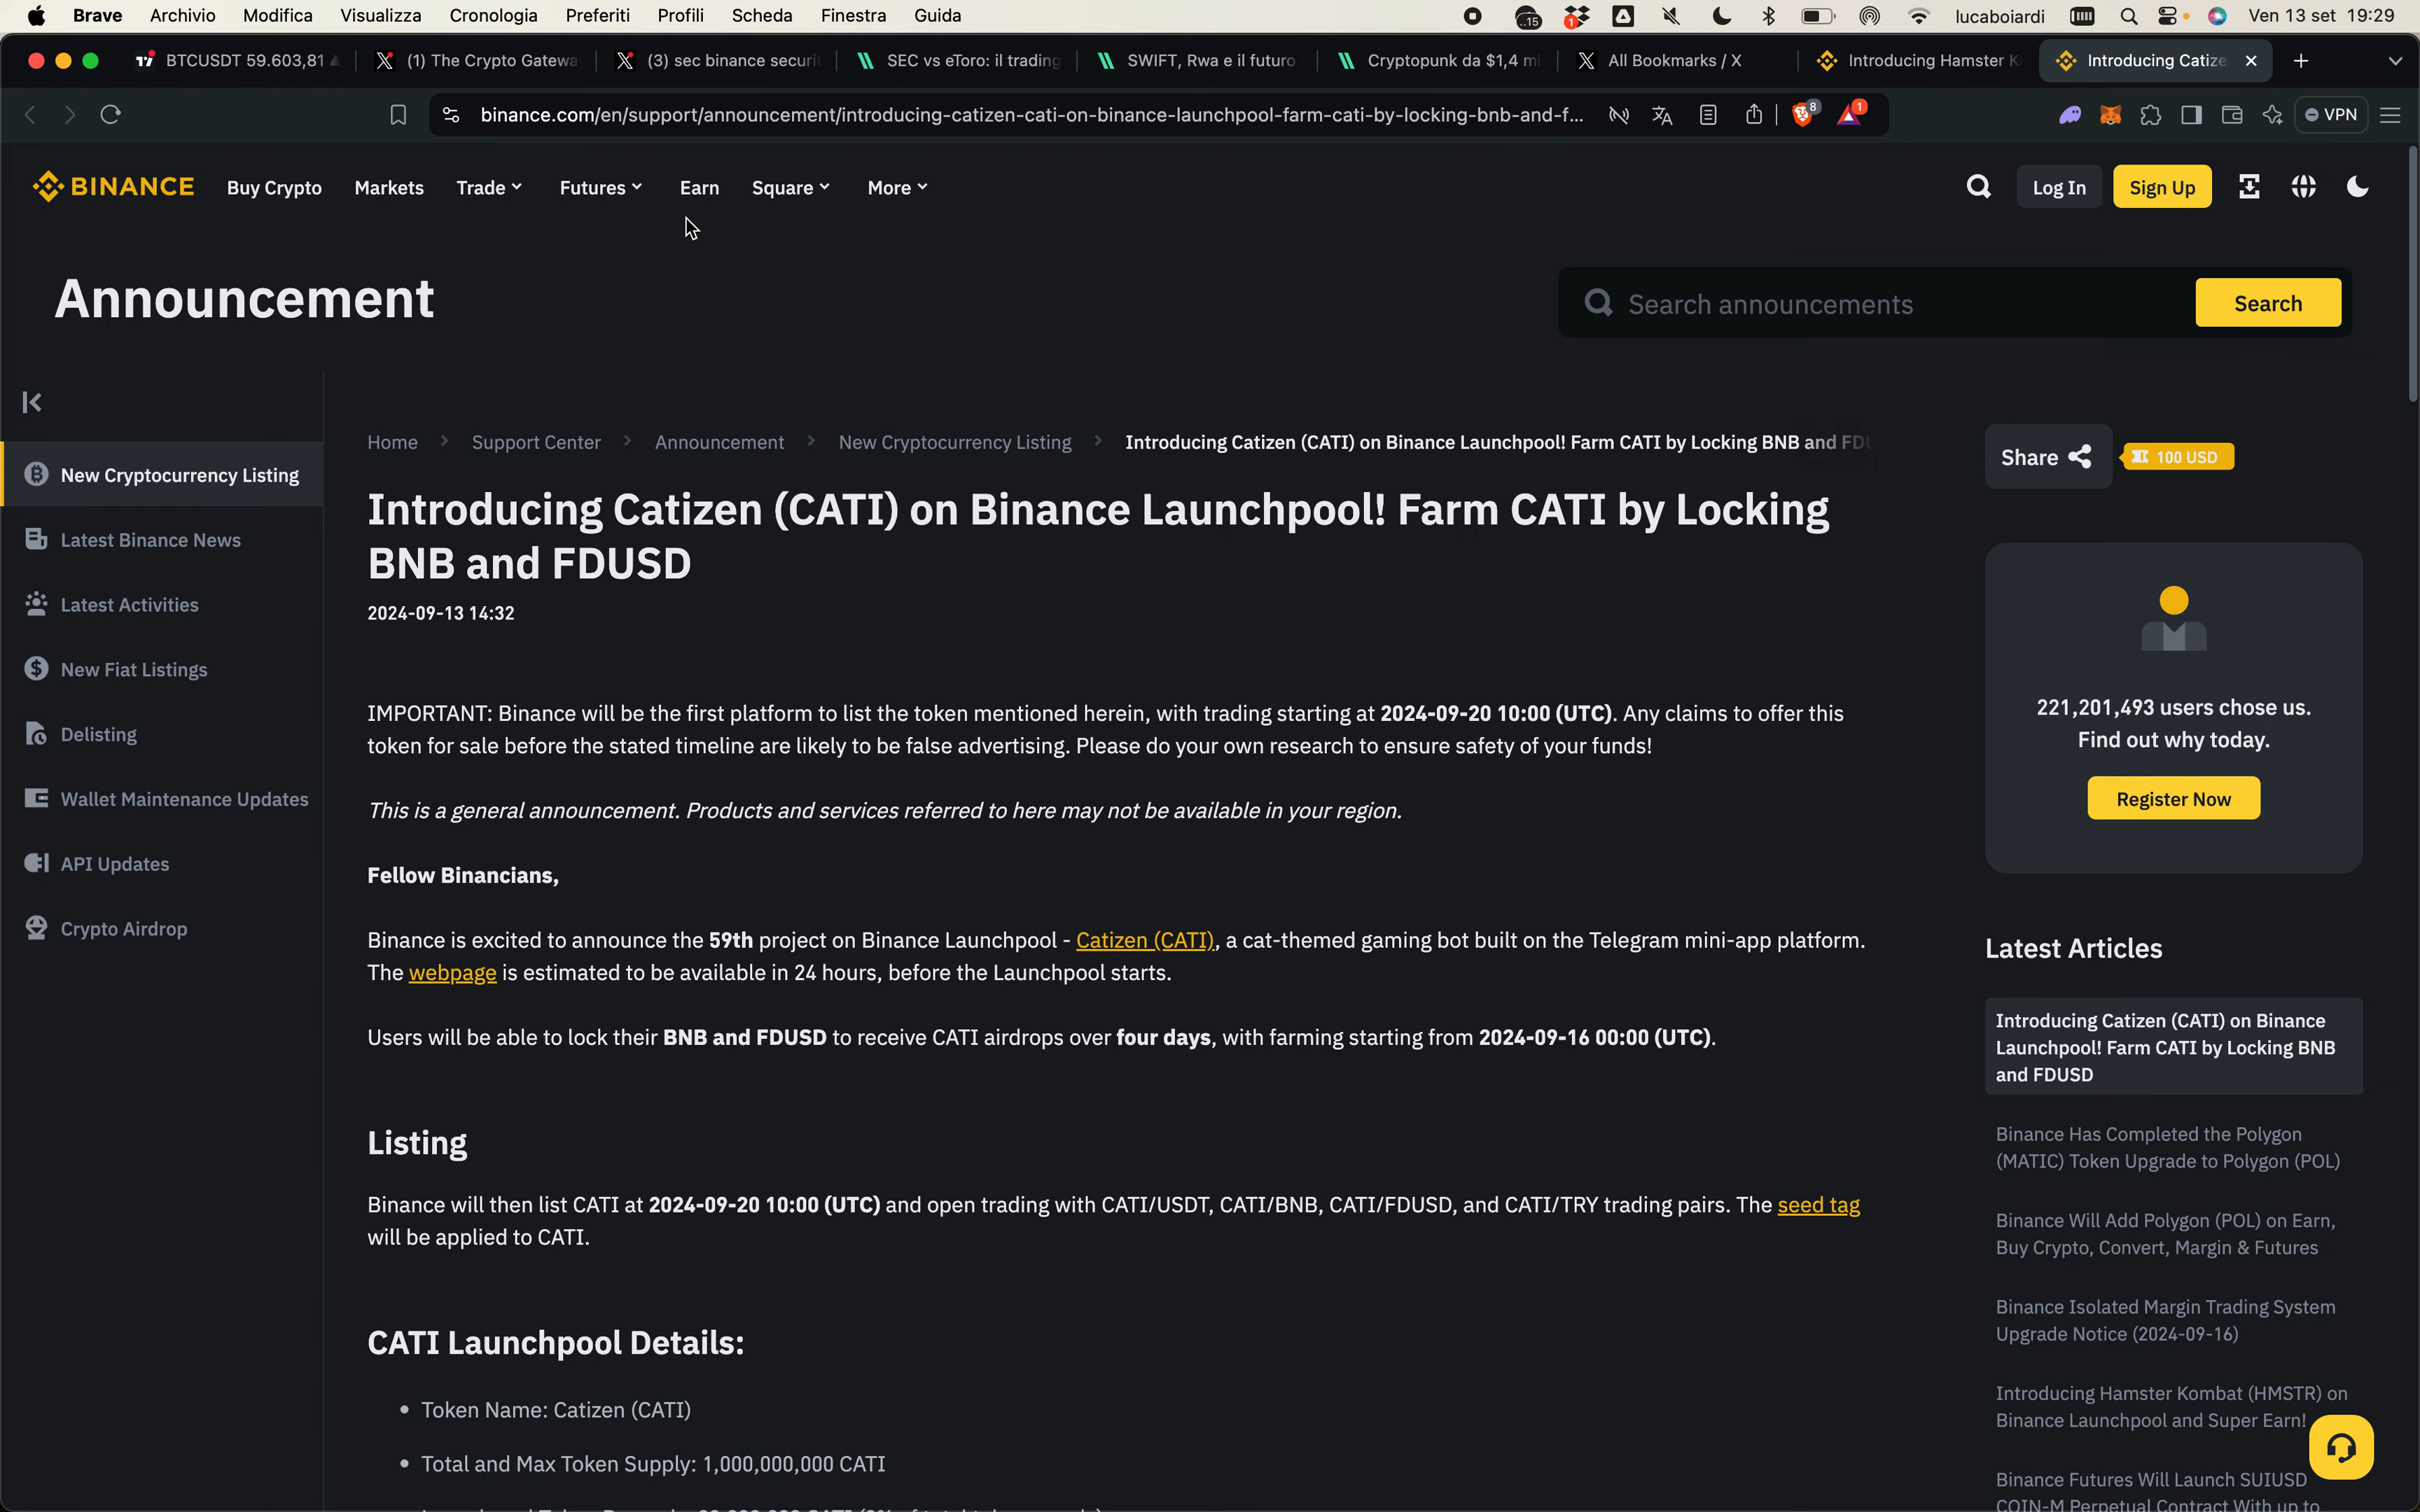 Brave Archivio Modifica Visualizza Cronologia Preferiti Profili Scheda Finestra Guida
..15 1 lucaboiardi Ven 13 set 19:29
BTCUSDT 59.603,81 (1) The Crypto Gatewa (3) sec binance securi SEC vs eToro: il trading SWIFT, Rwa e il futuro Cryptopunk da $1,4 mi All Bookmarks / X Introducing Hamster K Introducing Catize
binance.com/en/support/announcement/introducing-catizen-cati-on-binance-launchpool-farm-cati-by-locking-bnb-and-f... 8 1 VPN
BINANCE Buy Crypto Markets Trade Futures Earn Square More Log In Sign Up
Announcement
Search announcements Search
New Cryptocurrency Listing
Latest Binance News
Latest Activities
New Fiat Listings
Delisting
Wallet Maintenance Updates
API Updates
Crypto Airdrop
Home Support Center Announcement New Cryptocurrency Listing Introducing Catizen (CATI) on Binance Launchpool! Farm CATI by Locking BNB and FDU
Introducing Catizen (CATI) on Binance Launchpool! Farm CATI by Locking
BNB and FDUSD
2024-09-13 14:32
IMPORTANT: Binance will be the first platform to list the token mentioned herein, with trading starting at 2024-09-20 10:00 (UTC). Any claims to offer this
token for sale before the stated timeline are likely to be false advertising. Please do your own research to ensure safety of your funds!
This is a general announcement. Products and services referred to here may not be available in your region.
Fellow Binancians,
Binance is excited to announce the 59th project on Binance Launchpool - Catizen (CATI), a cat-themed gaming bot built on the Telegram mini-app platform.
The webpage is estimated to be available in 24 hours, before the Launchpool starts.
Users will be able to lock their BNB and FDUSD to receive CATI airdrops over four days, with farming starting from 2024-09-16 00:00 (UTC).
Listing
Binance will then list CATI at 2024-09-20 10:00 (UTC) and open trading with CATI/USDT, CATI/BNB, CATI/FDUSD, and CATI/TRY trading pairs. The seed tag
will be applied to CATI.
CATI Launchpool Details:
• Token Name: Catizen (CATI)
• Total and Max Token Supply: 1,000,000,000 CATI
Share 100 USD
221,201,493 users chose us.
Find out why today.
Register Now
Latest Articles
Introducing Catizen (CATI) on Binance
Launchpool! Farm CATI by Locking BNB
and FDUSD
Binance Has Completed the Polygon
(MATIC) Token Upgrade to Polygon (POL)
Binance Will Add Polygon (POL) on Earn,
Buy Crypto, Convert, Margin & Futures
Binance Isolated Margin Trading System
Upgrade Notice (2024-09-16)
Introducing Hamster Kombat (HMSTR) on
Binance Launchpool and Super Earn!
Binance Futures Will Launch SUIUSD
COIN-M Perpetual Contract With up to